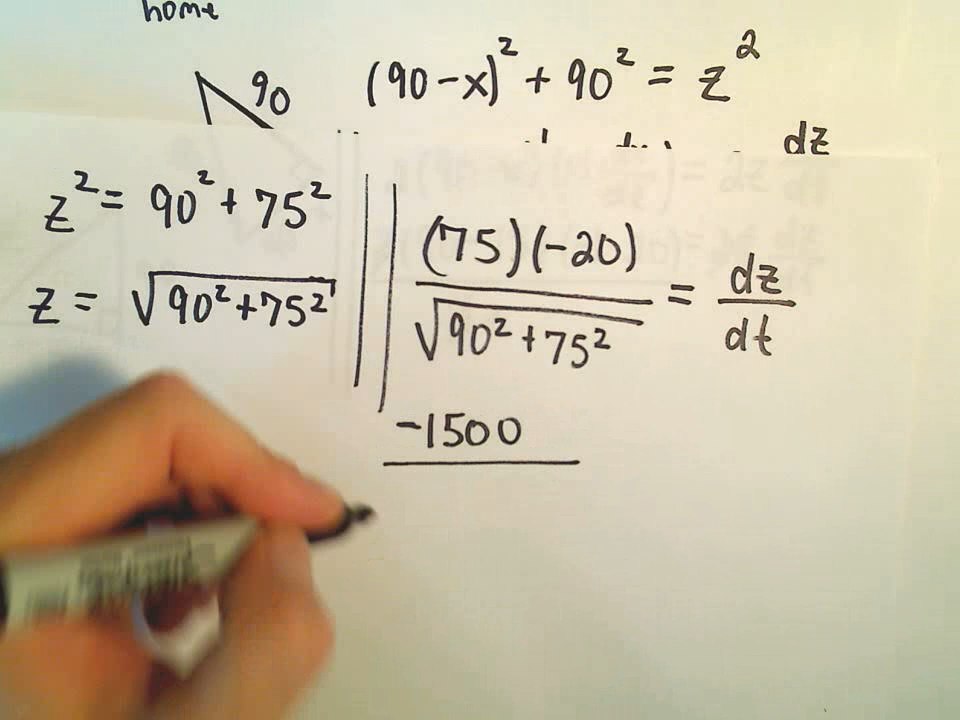 home
90 (90-x)² + 90² = z²
dz
z² = 90² + 75²
z = √90²+75²
(75)(-20)/√90²+75² = dz/dt
-1500